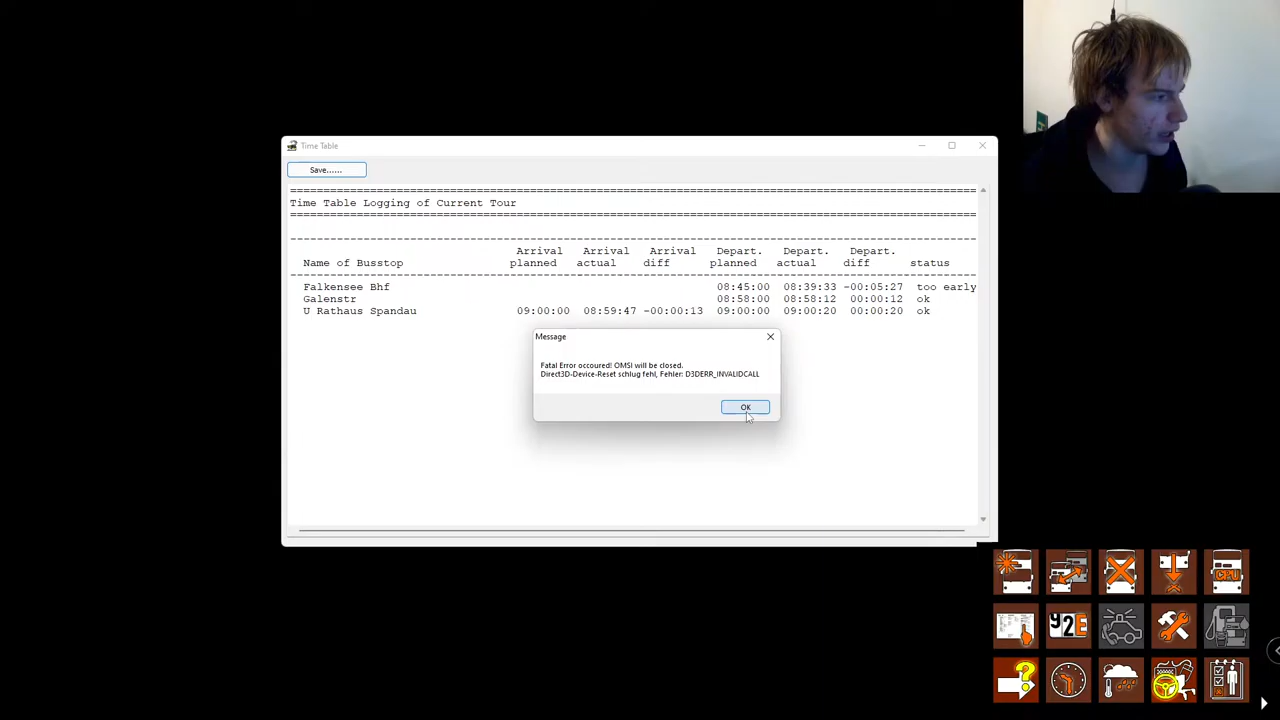 Time Table
Save......
================================================================================
Time Table Logging of Current Tour
================================================================================
--------------------------------------------------------------------------------
Arrival Arrival Arrival Depart. Depart. Depart.
Name of Busstop planned actual diff planned actual diff status
--------------------------------------------------------------------------------
Falkensee Bhf 08:45:00 08:39:33 -00:05:27 too early
Galenstr 08:58:00 08:58:12 00:00:12 ok
U Rathaus Spandau 09:00:00 08:59:47 -00:00:13 09:00:00 09:00:20 00:00:20 ok
Message
Fatal Error occoured! OMSI will be closed.
Direct3D-Device-Reset schlug fehl, Fehler: D3DERR_INVALIDCALL
OK
CPU
92E
?